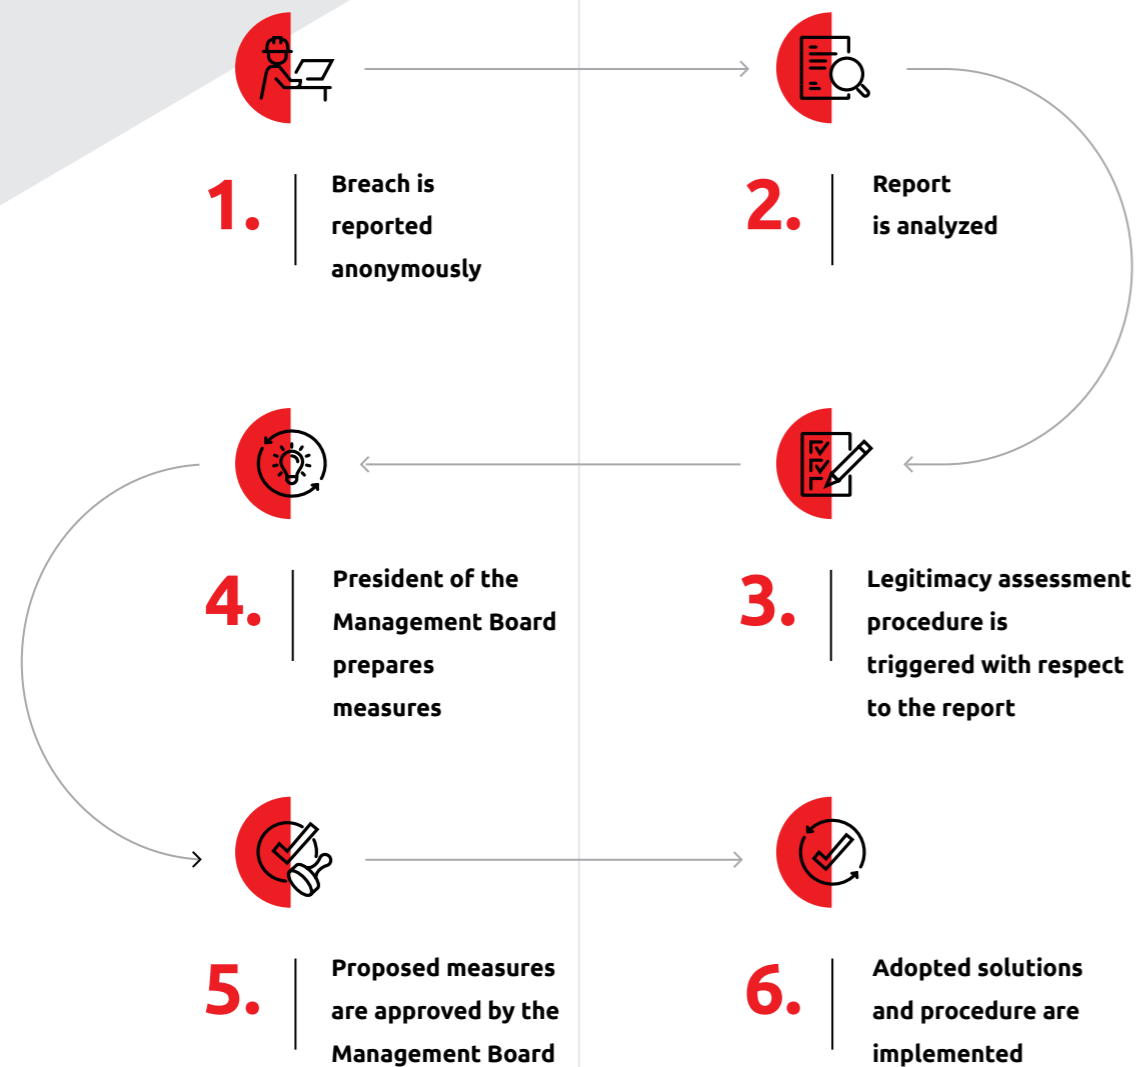 1.
Breach is
reported
anonymously
2.
Report
is analyzed
3.
Legitimacy assessment
procedure is
triggered with respect
to the report
4.
President of the
Management Board
prepares
measures
5.
Proposed measures
are approved by the
Management Board
6.
Adopted solutions
and procedure are
implemented